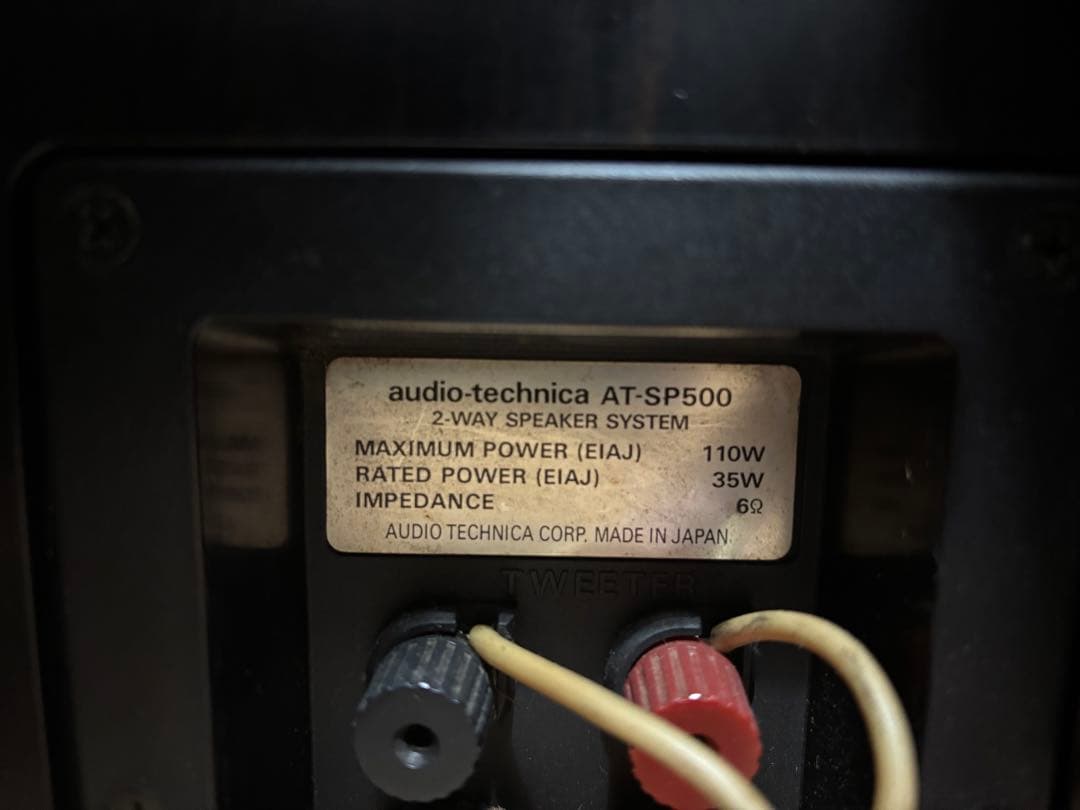 audio-technica AT-SP500
2-WAY SPEAKER SYSTEM
MAXIMUM POWER (EIAJ) 110W
RATED POWER (EIAJ) 35W
IMPEDANCE 6Ω
AUDIO TECHNICA CORP. MADE IN JAPAN
TWEETER